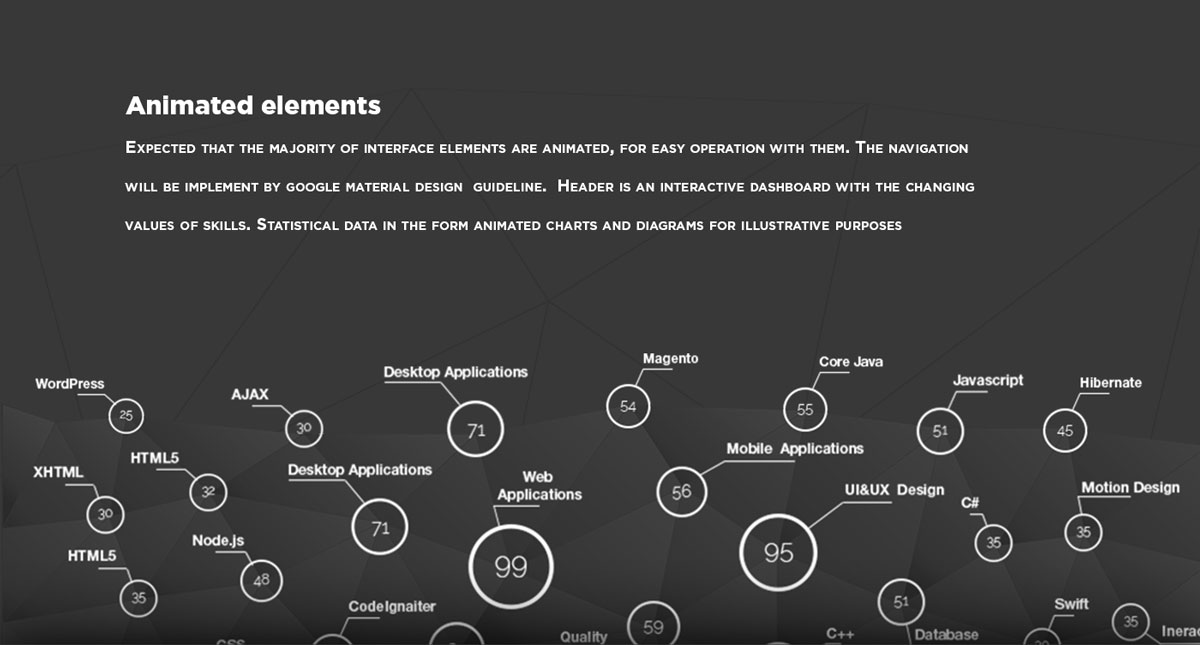 Animated elements
Expected that the majority of interface elements are animated, for easy operation with them. The navigation
will be implement by google material design guideline. Header is an interactive dashboard with the changing
values of skills. Statistical data in the form animated charts and diagrams for illustrative purposes
Magento
54
Core Java
55
Desktop Applications
71
Javascript
51
Hibernate
45
WordPress
25
AJAX
30
Mobile Applications
56
HTML5
32
XHTML
30
Desktop Applications
71
Web
Applications
99
UI&UX Design
95
C#
35
Motion Design
35
Node.js
48
HTML5
35
CodeIgnaiter
51
Database
Swift
35
59
Quality
C++
CSS